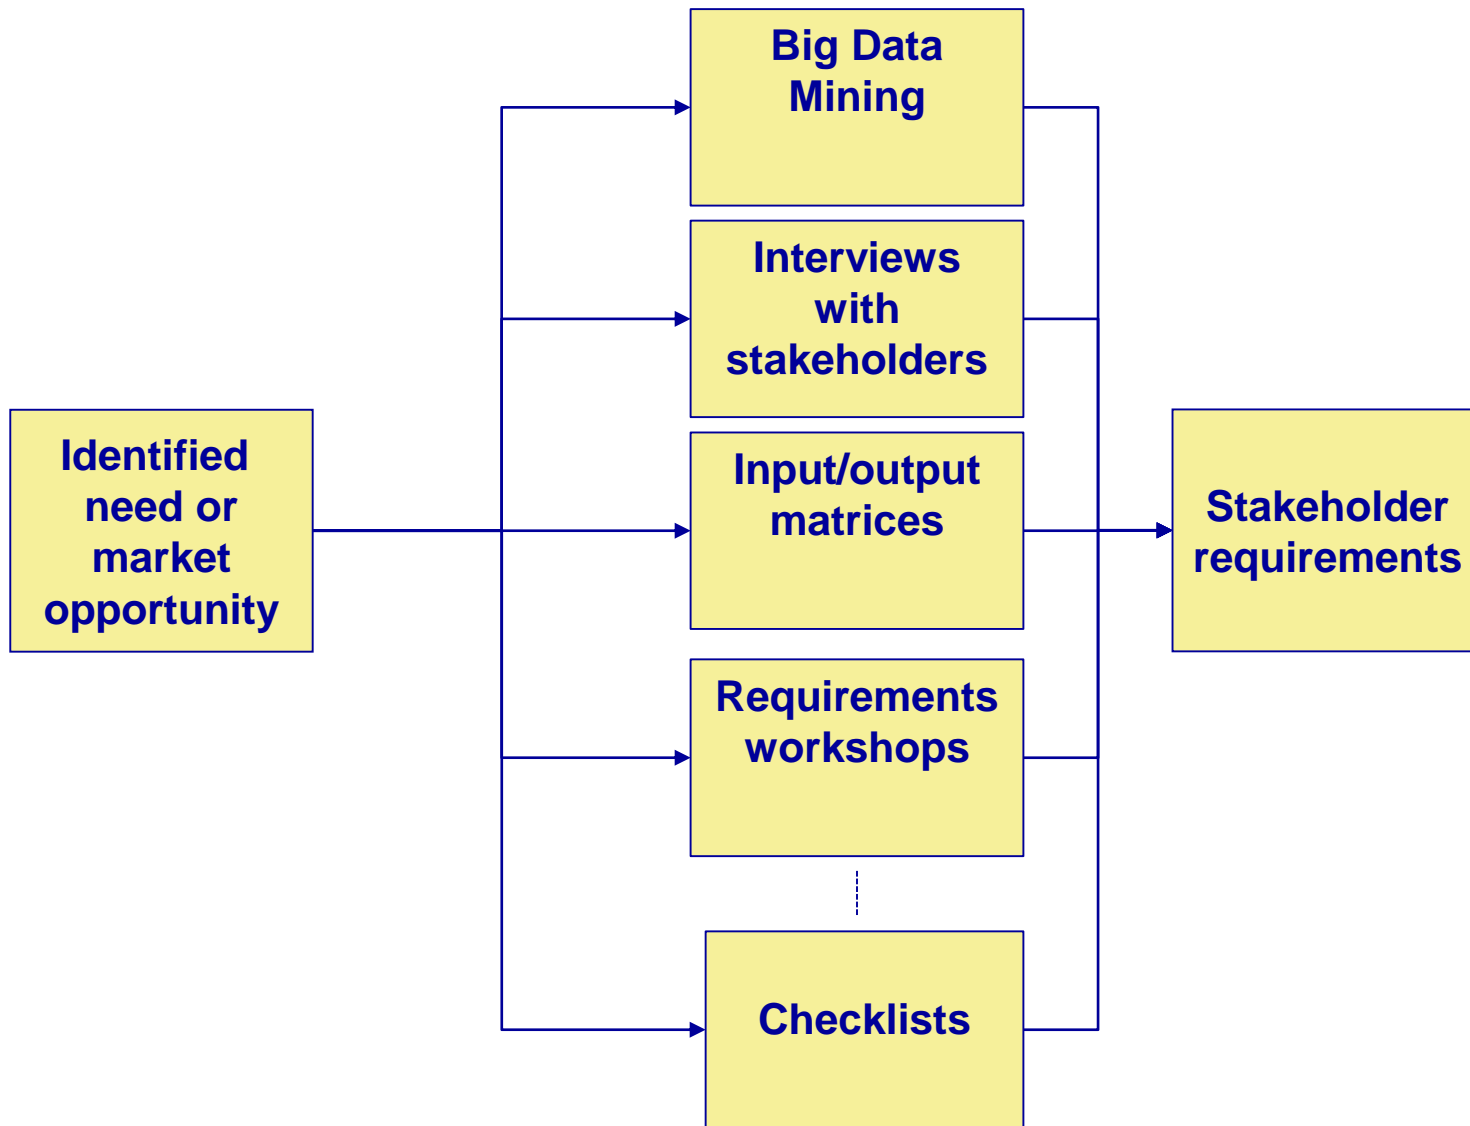 Big Data
Mining
Interviews
with
stakeholders
Identified
need or
market
opportunity
Input/output
matrices
Stakeholder
requirements
Requirements
workshops
Checklists